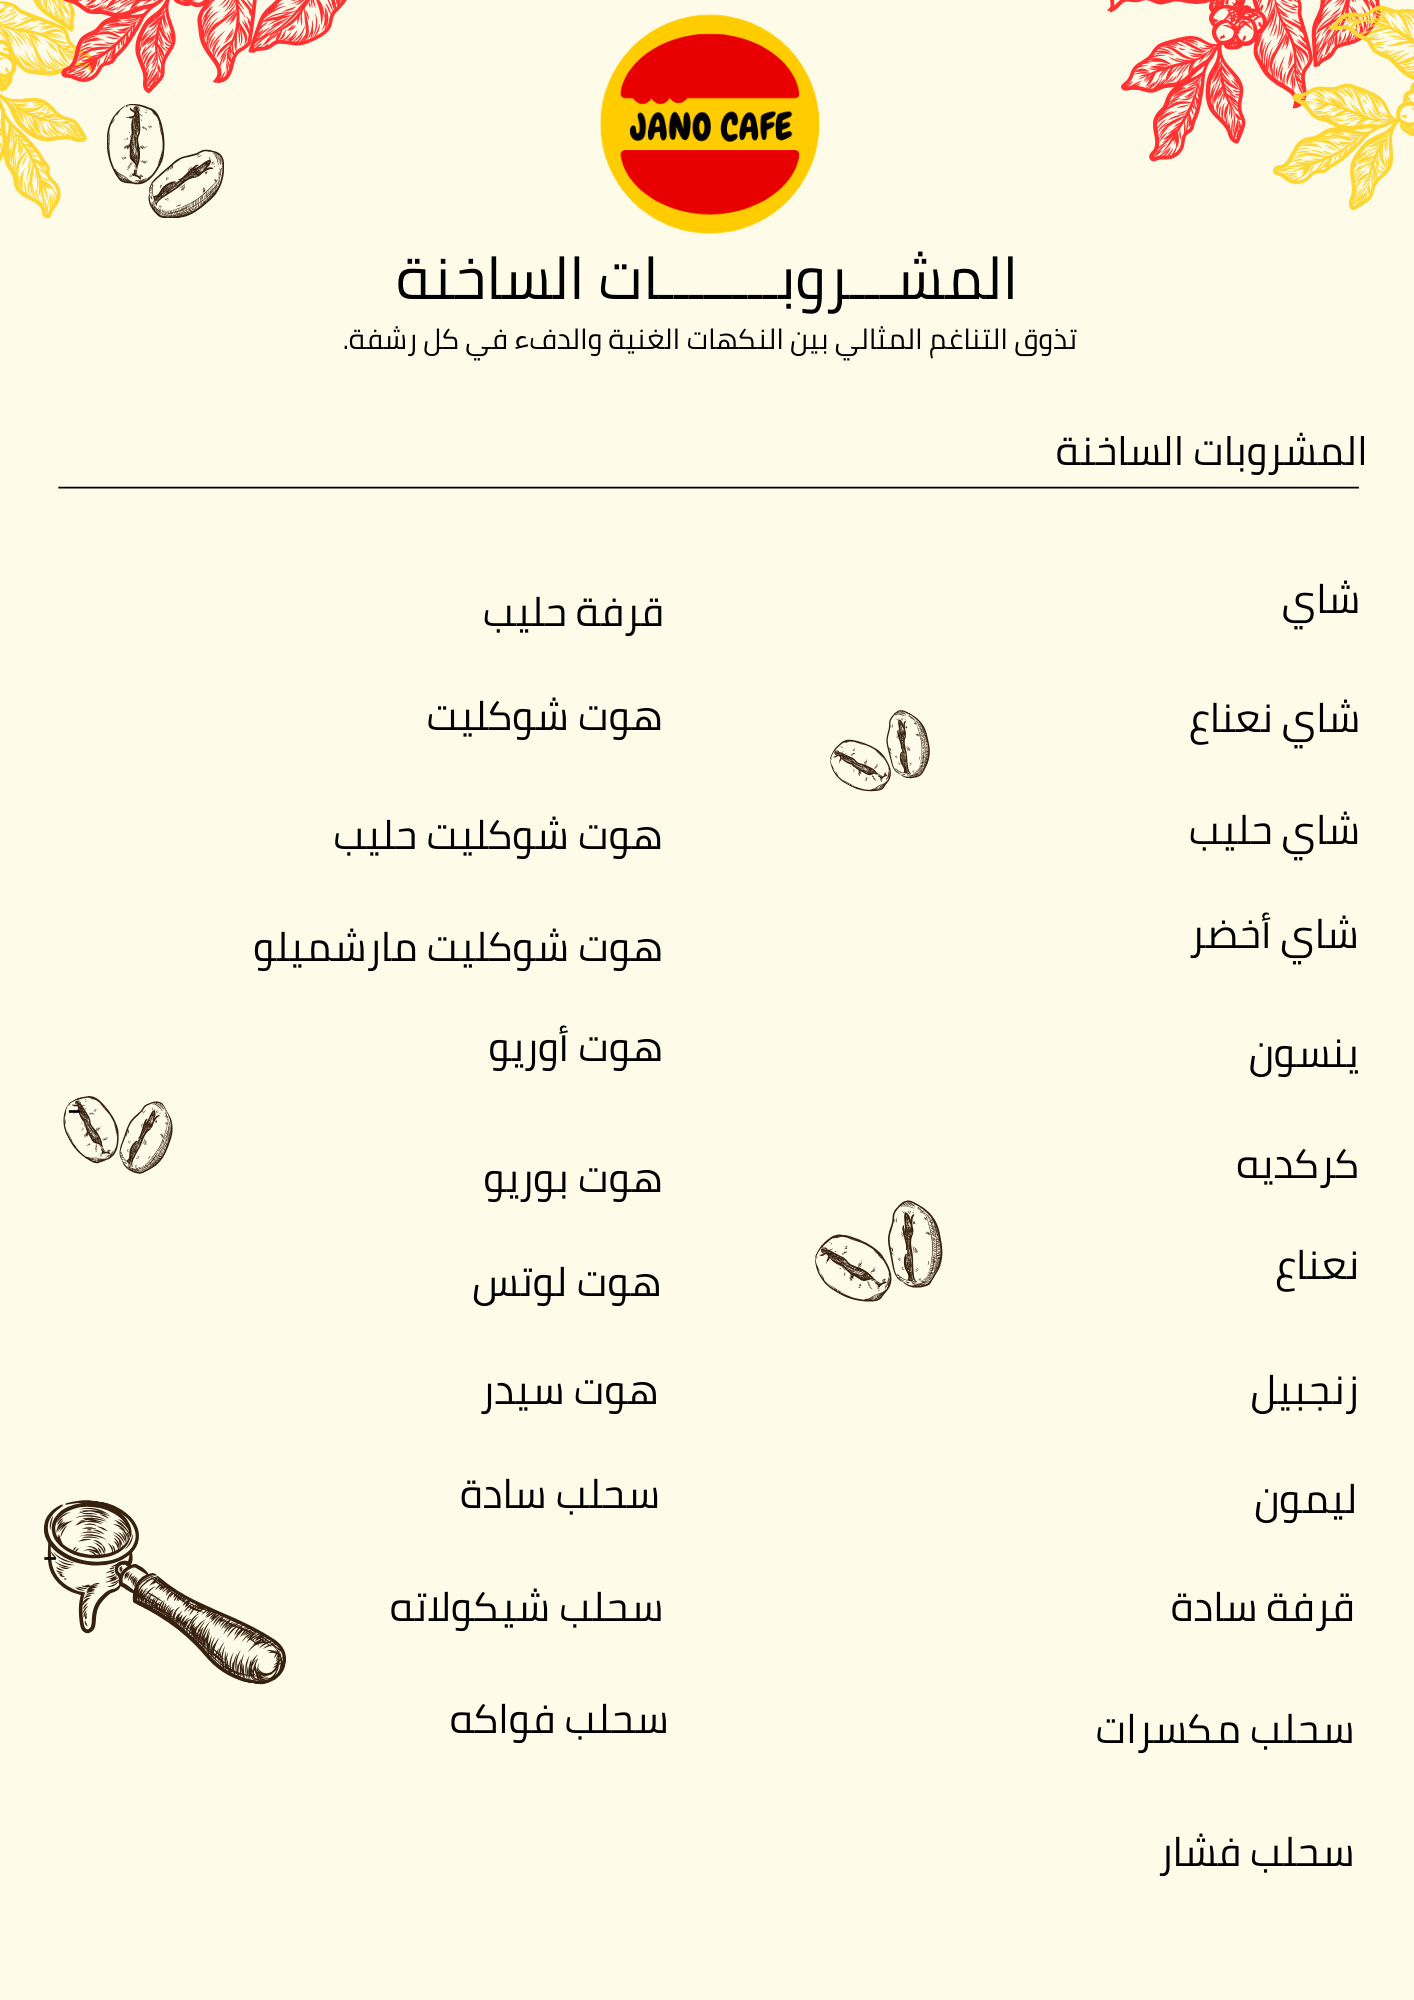 JANO CAFE
المشـــروبـــــــات الساخنة
تذوق التناغم المثالي بين النكهات الغنية والدفء في كل رشفة.
المشروبات الساخنة
شاي
شاي نعناع
شاي حليب
شاي أخضر
ينسون
كركديه
نعناع
زنجبيل
ليمون
قرفة سادة
سحلب مكسرات
سحلب فشار
قرفة حليب
هوت شوكليت
هوت شوكليت حليب
هوت شوكليت مارشميلو
هوت أوريو
هوت بوريو
هوت لوتس
هوت سيدر
سحلب سادة
سحلب شيكولاته
سحلب فواكه